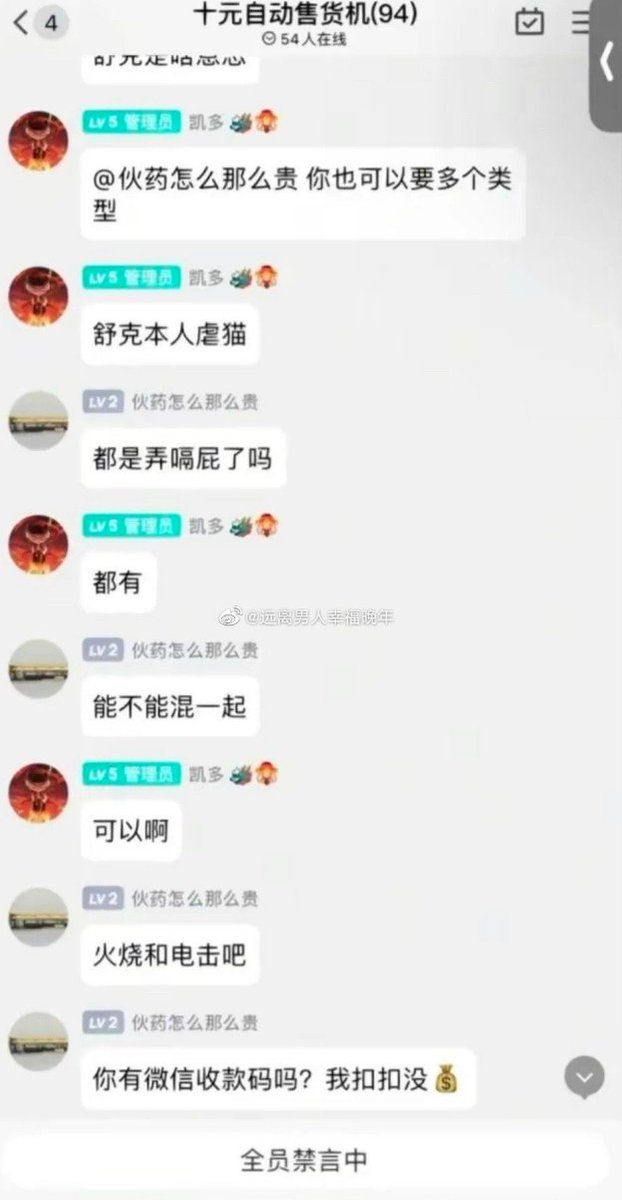 4
十元自动售货机(94)
54人在线
舒克是啥意思
LV5 管理员 凯多
@伙药怎么那么贵 你也可以要多个类
型
LV5 管理员 凯多
舒克本人虐猫
LV2 伙药怎么那么贵
都是弄嗝屁了吗
LV5 管理员 凯多
都有
@远离男人幸福晚年
LV2 伙药怎么那么贵
能不能混一起
LV5 管理员 凯多
可以啊
LV2 伙药怎么那么贵
火烧和电击吧
LV2 伙药怎么那么贵
你有微信收款码吗？我扣扣没💰
全员禁言中